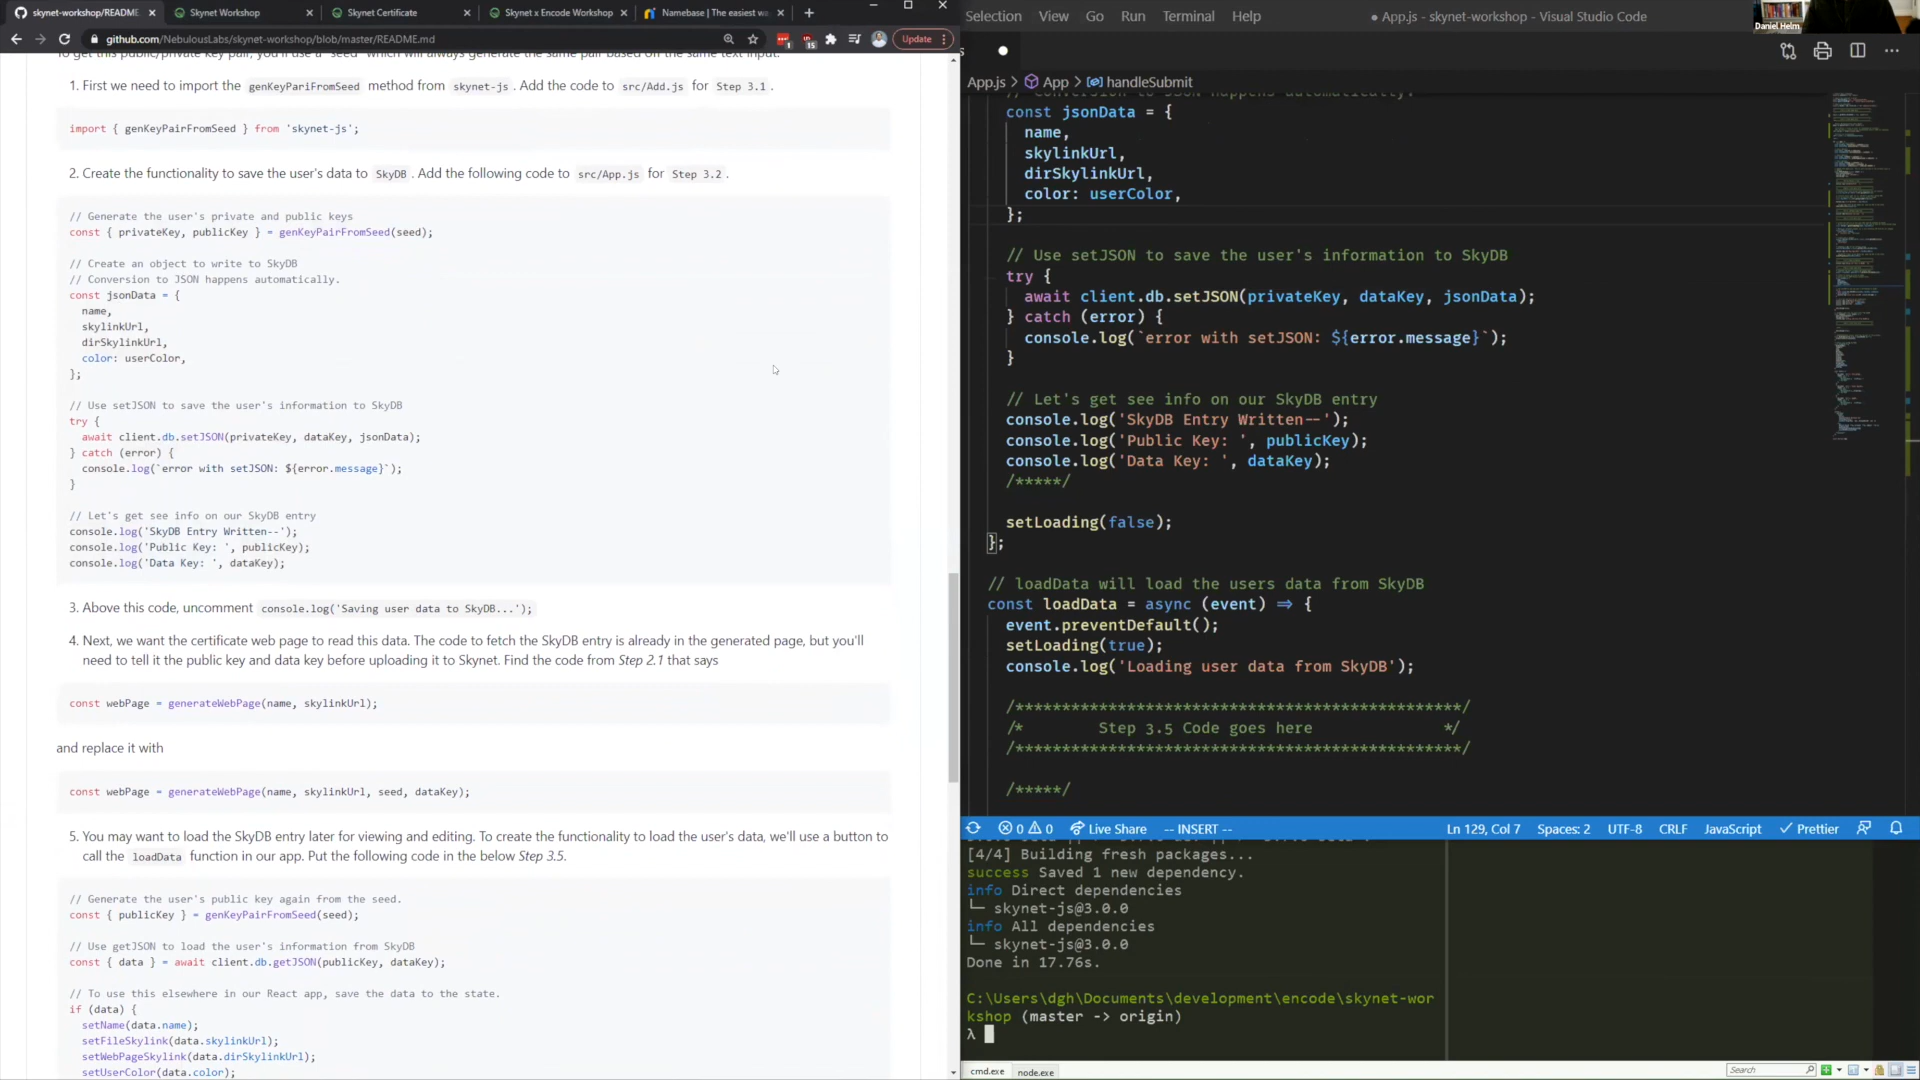 skynet-workshop/README
Skynet Workshop
Skynet Certificate
Skynet x Encode Workshop
Namebase | The easiest wa
github.com/NebulousLabs/skynet-workshop/blob/master/README.md
Update
1. First we need to import the genKeyPariFromSeed method from skynet-js . Add the code to src/Add.js for Step 3.1 .
import { genKeyPairFromSeed } from 'skynet-js';
2. Create the functionality to save the user's data to SkyDB . Add the following code to src/App.js for Step 3.2 .
// Generate the user's private and public keys
const { privateKey, publicKey } = genKeyPairFromSeed(seed);
// Create an object to write to SkyDB
// Conversion to JSON happens automatically.
const jsonData = {
name,
skylinkUrl,
dirSkylinkUrl,
color: userColor,
};
// Use setJSON to save the user's information to SkyDB
try {
await client.db.setJSON(privateKey, dataKey, jsonData);
} catch (error) {
console.log(`error with setJSON: ${error.message}`);
}
// Let's get see info on our SkyDB entry
console.log('SkyDB Entry Written--');
console.log('Public Key: ', publicKey);
console.log('Data Key: ', dataKey);
3. Above this code, uncomment console.log('Saving user data to SkyDB...');
4. Next, we want the certificate web page to read this data. The code to fetch the SkyDB entry is already in the generated page, but you'll
need to tell it the public key and data key before uploading it to Skynet. Find the code from Step 2.1 that says
const webPage = generateWebPage(name, skylinkUrl);
and replace it with
const webPage = generateWebPage(name, skylinkUrl, seed, dataKey);
5. You may want to load the SkyDB entry later for viewing and editing. To create the functionality to load the user's data, we'll use a button to
call the loadData function in our app. Put the following code in the below Step 3.5.
// Generate the user's public key again from the seed.
const { publicKey } = genKeyPairFromSeed(seed);
// Use getJSON to load the user's information from SkyDB
const { data } = await client.db.getJSON(publicKey, dataKey);
// To use this elsewhere in our React app, save the data to the state.
if (data) {
setName(data.name);
setFileSkylink(data.skylinkUrl);
setWebPageSkylink(data.dirSkylinkUrl);
setUserColor(data.color);
Selection View Go Run Terminal Help
● App.js - skynet-workshop - Visual Studio Code
Daniel Helm
App.js > App > handleSubmit
const jsonData = {
name,
skylinkUrl,
dirSkylinkUrl,
color: userColor,
};
// Use setJSON to save the user's information to SkyDB
try {
await client.db.setJSON(privateKey, dataKey, jsonData);
} catch (error) {
console.log(`error with setJSON: ${error.message}`);
}
// Let's get see info on our SkyDB entry
console.log('SkyDB Entry Written--');
console.log('Public Key: ', publicKey);
console.log('Data Key: ', dataKey);
/*****/
setLoading(false);
};
// loadData will load the users data from SkyDB
const loadData = async (event) => {
event.preventDefault();
setLoading(true);
console.log('Loading user data from SkyDB');
/************************************************/
/* Step 3.5 Code goes here */
/************************************************/
/*****/
0 0 Live Share -- INSERT -- Ln 129, Col 7 Spaces: 2 UTF-8 CRLF JavaScript Prettier
[4/4] Building fresh packages...
success Saved 1 new dependency.
info Direct dependencies
└─ skynet-js@3.0.0
info All dependencies
└─ skynet-js@3.0.0
Done in 17.76s.
C:\Users\dgh\Documents\development\encode\skynet-wor
kshop (master -> origin)
λ
cmd.exe node.exe
Search